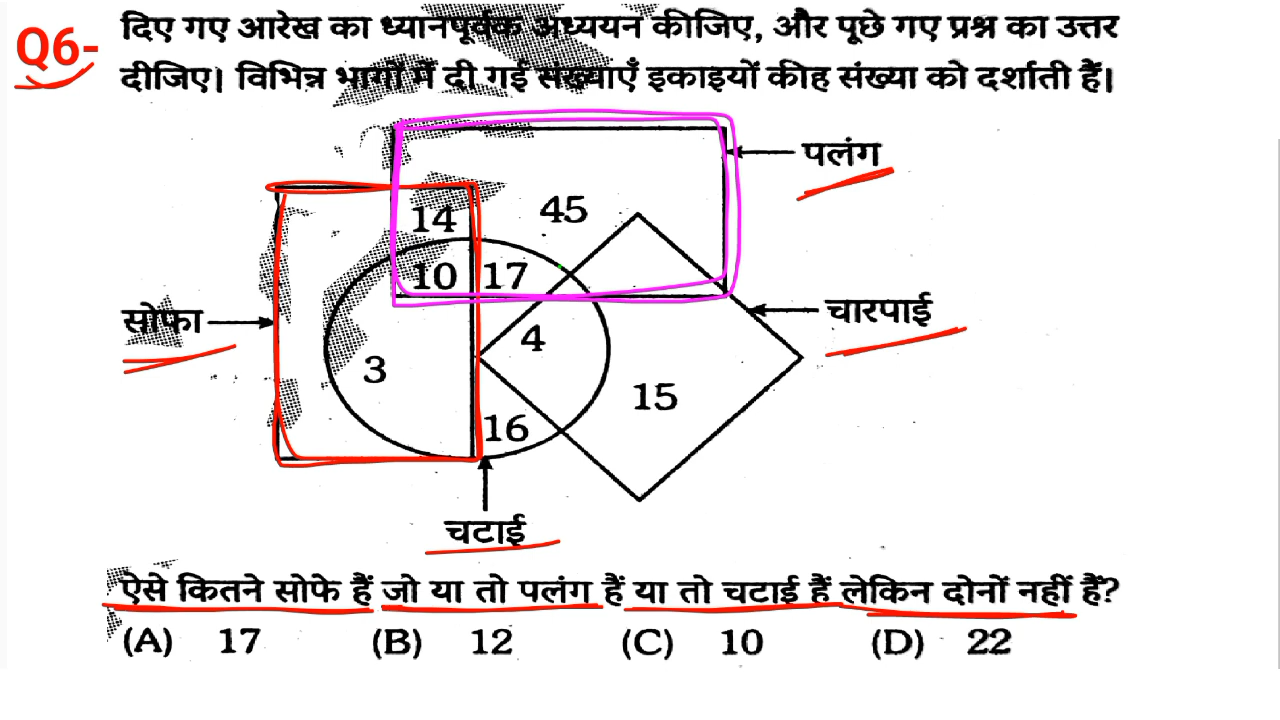 Q6-
दिए गए आरेख का ध्यानपूर्वक अध्ययन कीजिए, और पूछे गए प्रश्न का उत्तर
दीजिए। विभिन्न भागों में दी गई संख्याएँ इकाइयों कीह संख्या को दर्शाती हैं।
पलंग
14 45
10 17
सोफा
चारपाई
4
3
15
16
चटाई
ऐसे कितने सोफे हैं जो या तो पलंग हैं या तो चटाई हैं लेकिन दोनों नहीं हैं?
(A) 17 (B) 12 (C) 10 (D) 22